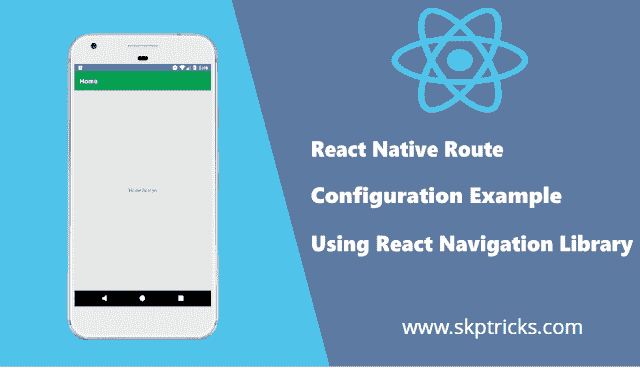 Home
React Native Route
Configuration Example
Using React Navigation Library
www.skptricks.com